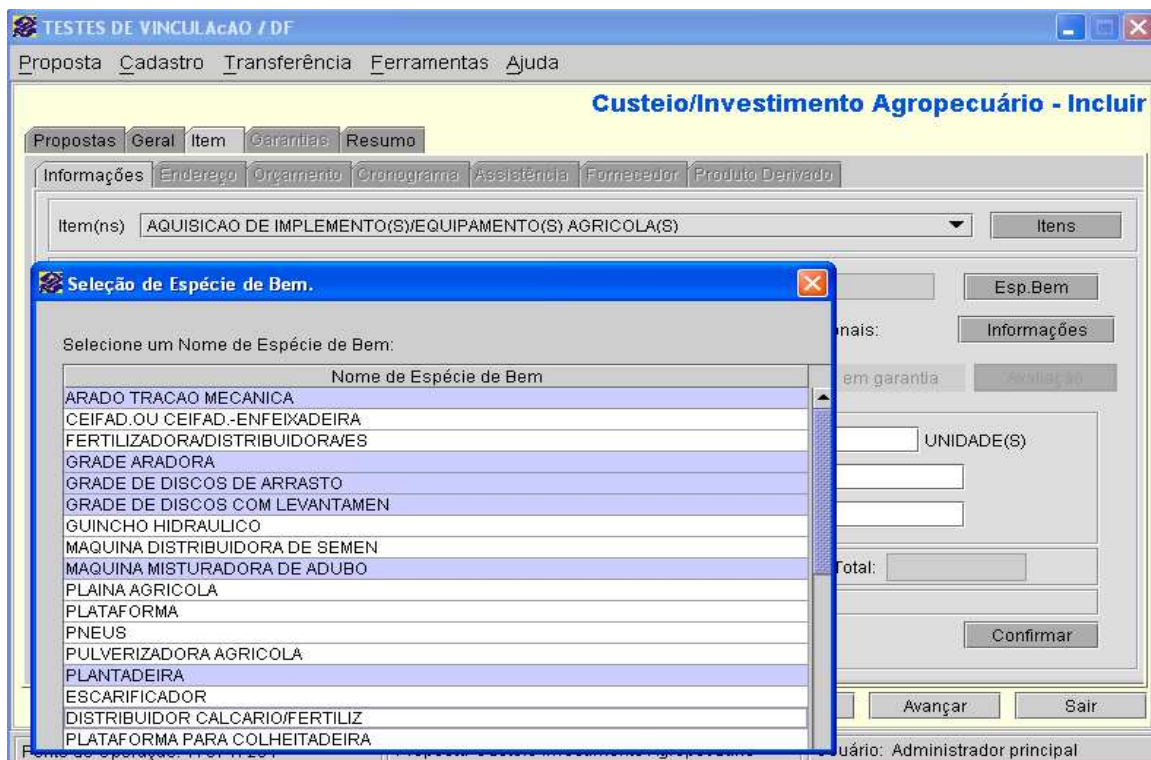 TESTES DE VINCULAcAO / DF
Proposta Cadastro Transferência Ferramentas Ajuda
Custeio/Investimento Agropecuário - Incluir
Propostas Geral Item Garantias Resumo
Informações Endereço Orçamento Cronograma Assistência Fornecedor Produto Derivado
Item(ns) AQUISICAO DE IMPLEMENTO(S)/EQUIPAMENTO(S) AGRICOLA(S) Itens
Seleção de Espécie de Bem.
Esp.Bem
Selecione um Nome de Espécie de Bem:
nais: Informações
Nome de Espécie de Bem
em garantia Avaliação
ARADO TRACAO MECANICA
CEIFAD.OU CEIFAD.-ENFEIXADEIRA
FERTILIZADORA/DISTRIBUIDORA/ES
UNIDADE(S)
GRADE ARADORA
GRADE DE DISCOS DE ARRASTO
GRADE DE DISCOS COM LEVANTAMEN
GUINCHO HIDRAULICO
MAQUINA DISTRIBUIDORA DE SEMEN
MAQUINA MISTURADORA DE ADUBO
Total:
PLAINA AGRICOLA
PLATAFORMA
PNEUS
Confirmar
PULVERIZADORA AGRICOLA
PLANTADEIRA
ESCARIFICADOR
DISTRIBUIDOR CALCARIO/FERTILIZ
Avançar Sair
PLATAFORMA PARA COLHEITADEIRA
Usuário: Administrador principal